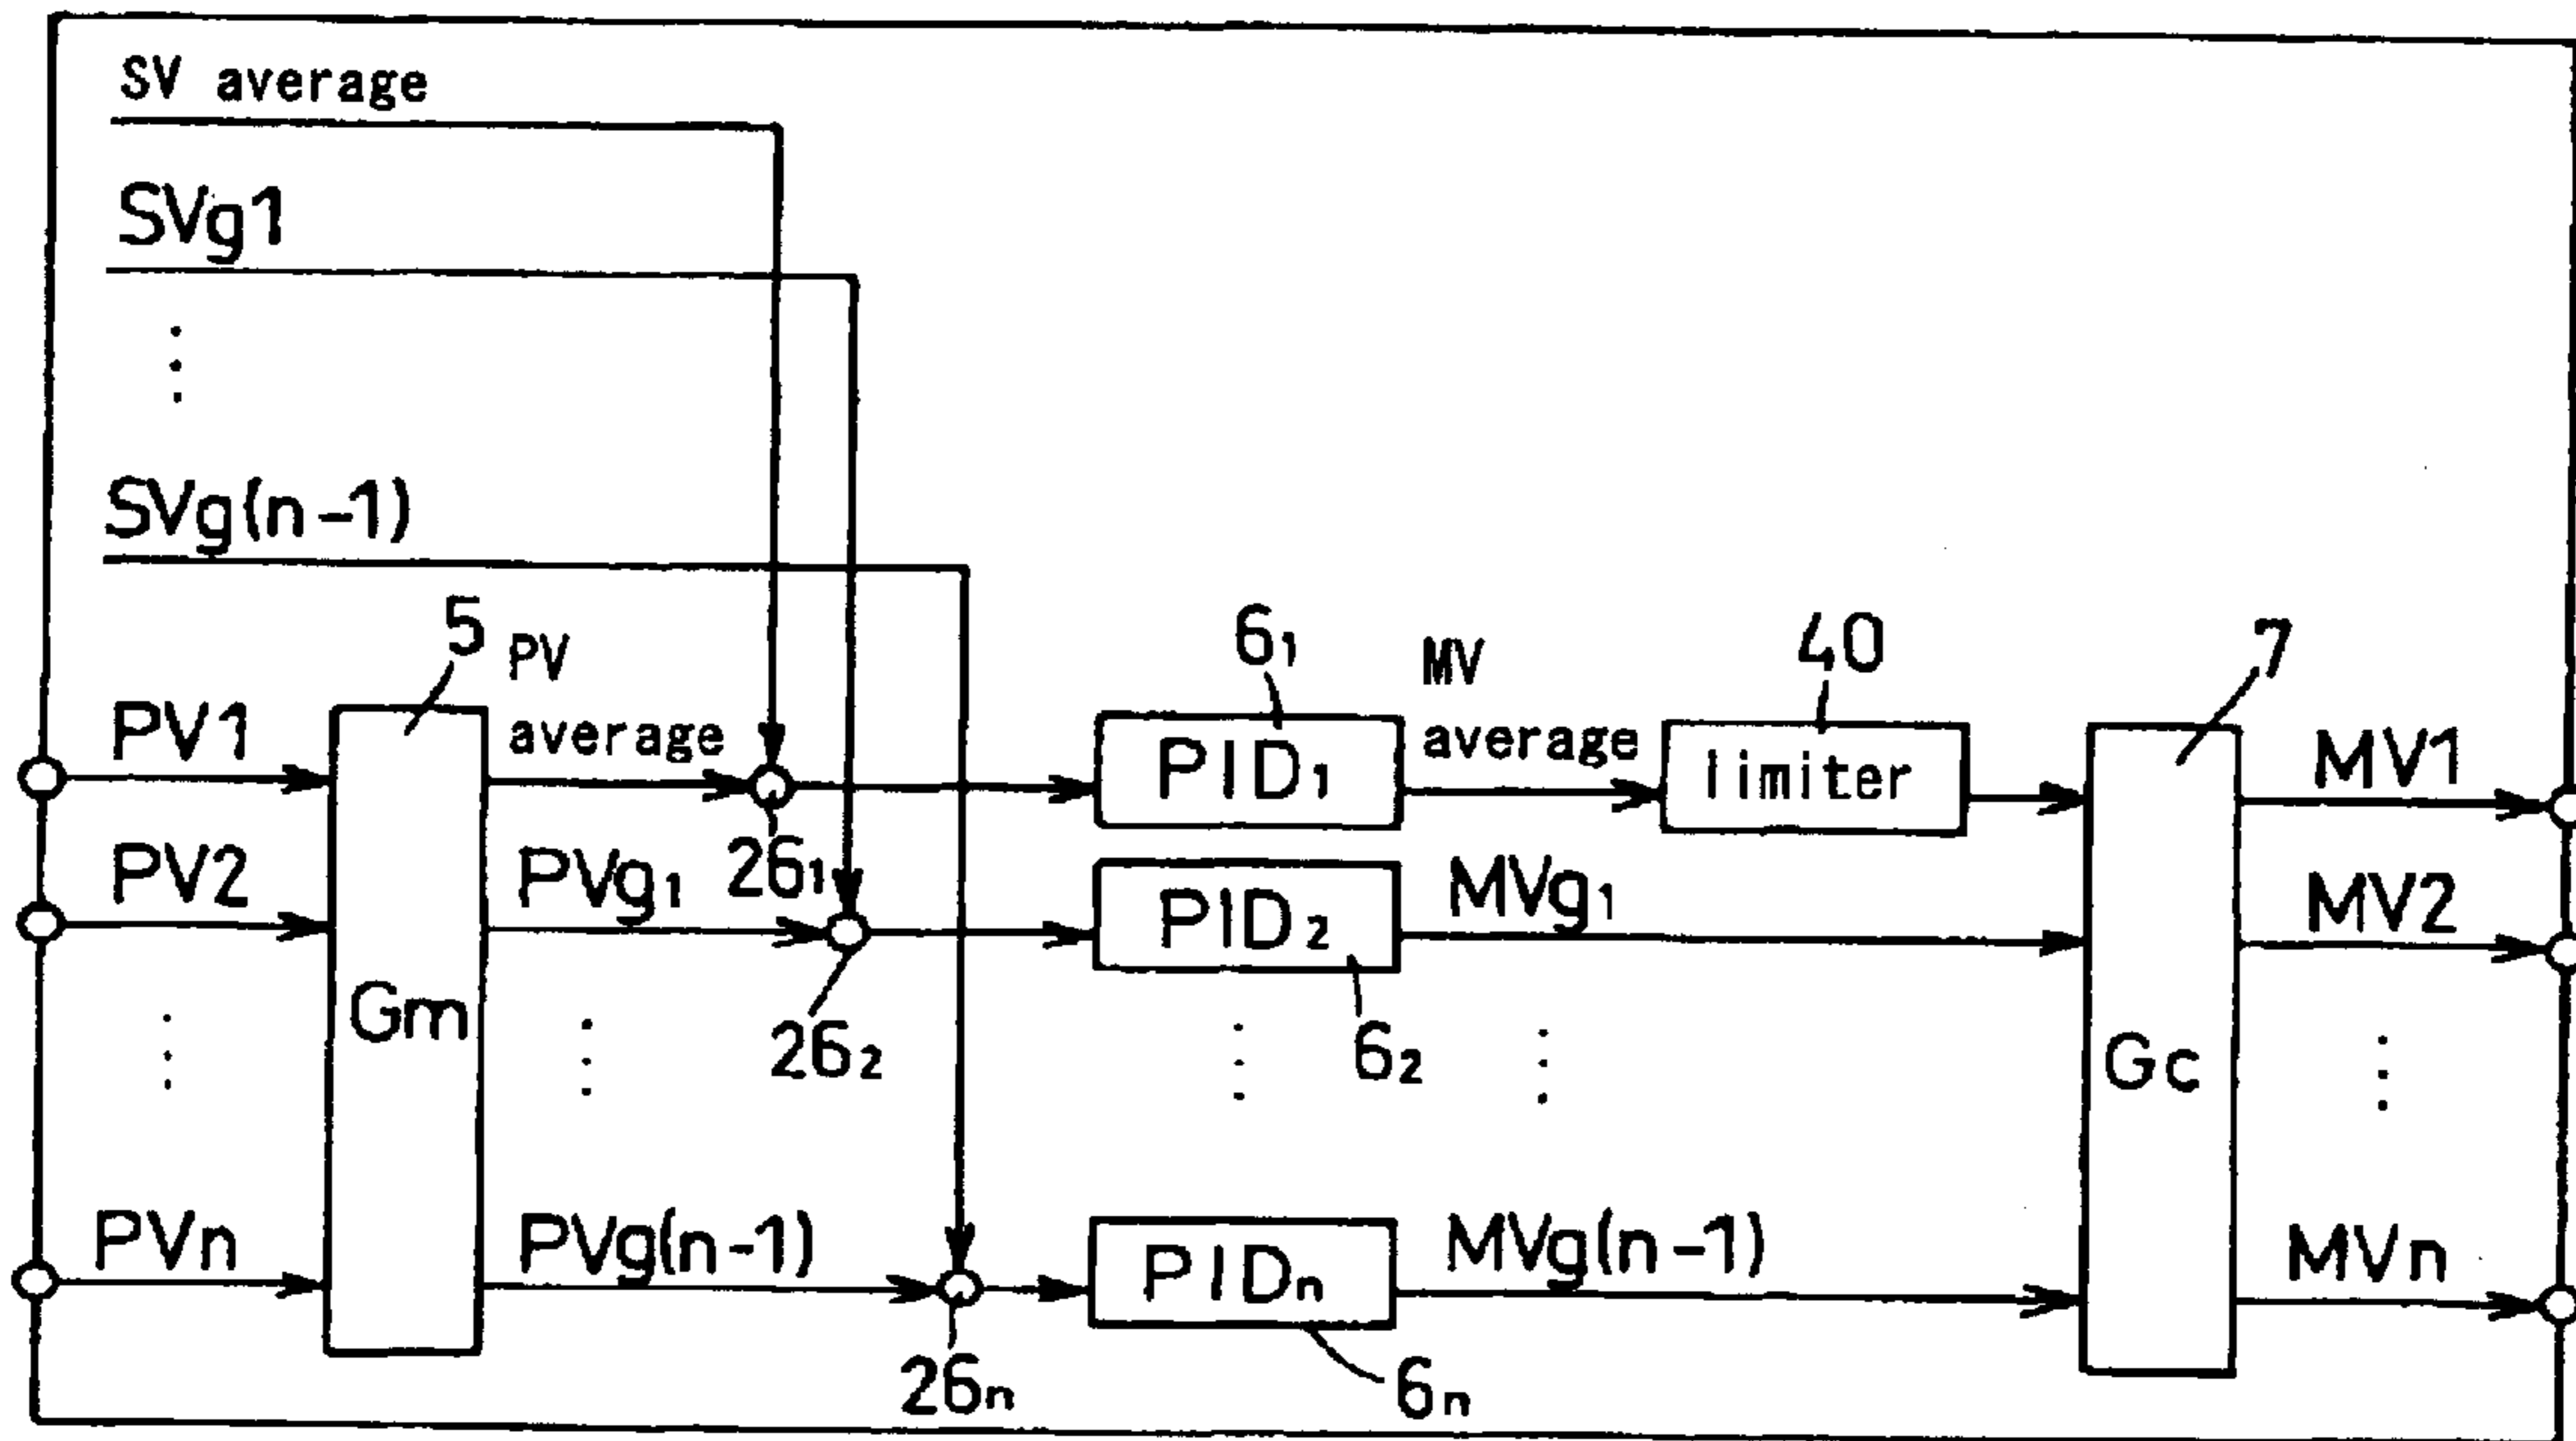 SV average
SVg1
SVg(n-1)
5
PV
average
6₁
MV
average
40
7
PV1
PID₁
limiter
MV1
26₁
PV2
PVg₁
PID₂
MVg₁
MV2
Gm
26₂
6₂
Gc
PVn
PVg(n-1)
PIDn
MVg(n-1)
MVn
26n
6n